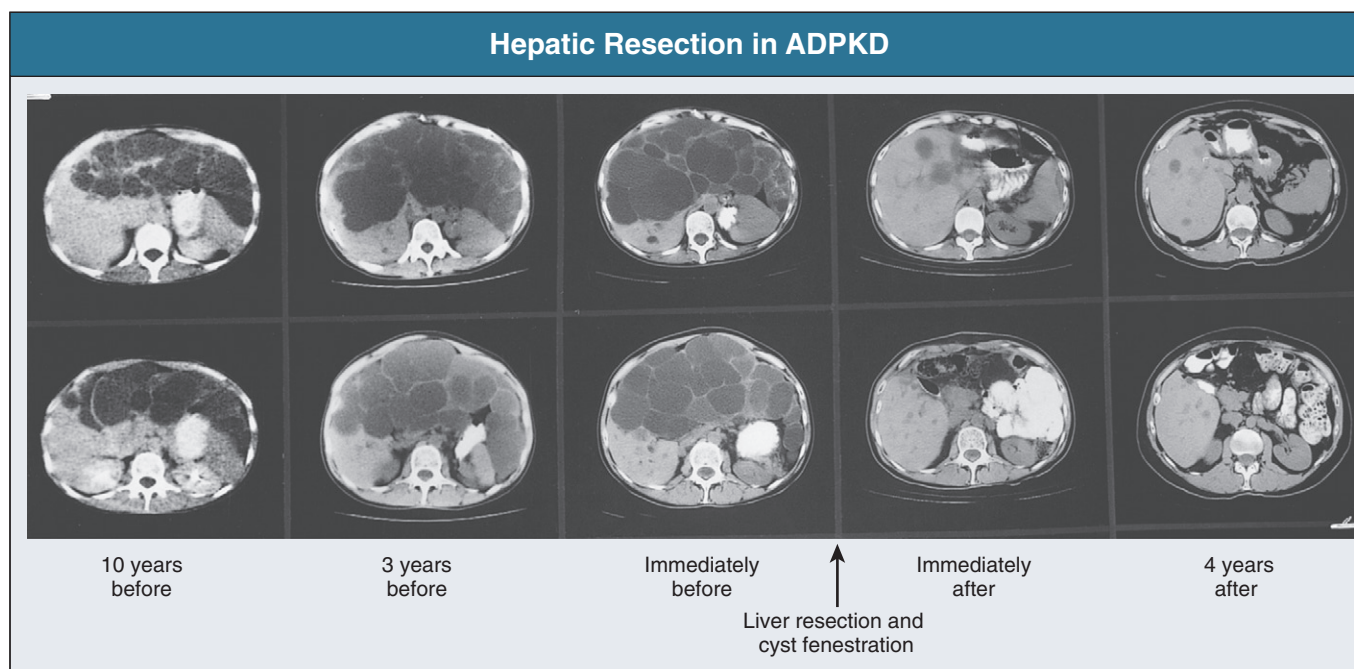 Hepatic Resection in ADPKD
10 years
before
3 years
before
Immediately
before
Immediately
after
4 years
after
Liver resection and
cyst fenestration